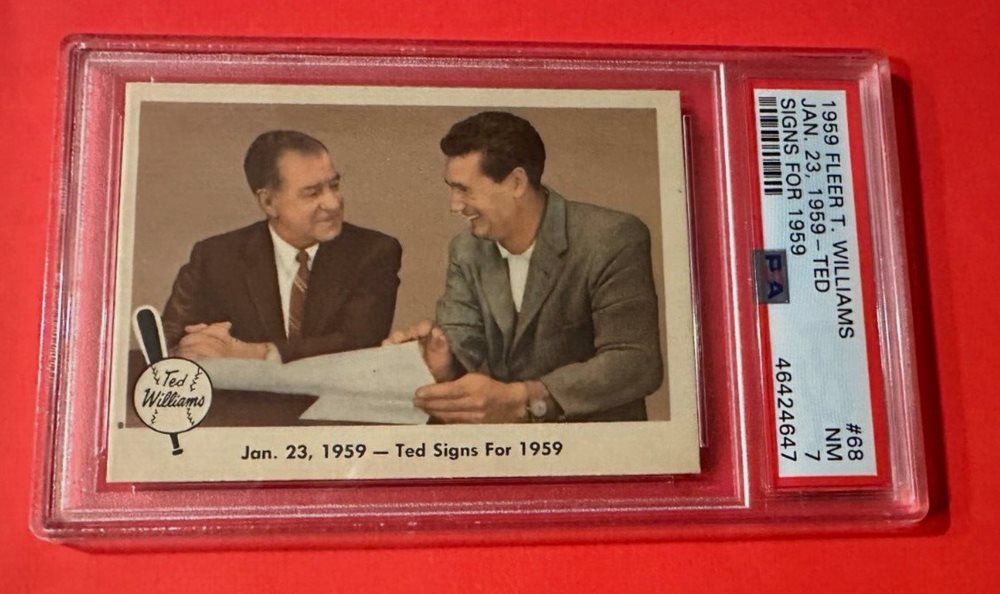 Ted
Williams
Jan. 23, 1959 — Ted Signs For 1959
1959 FLEER T. WILLIAMS
JAN. 23, 1959 – TED
SIGNS FOR 1959
#68
NM
7
46424647